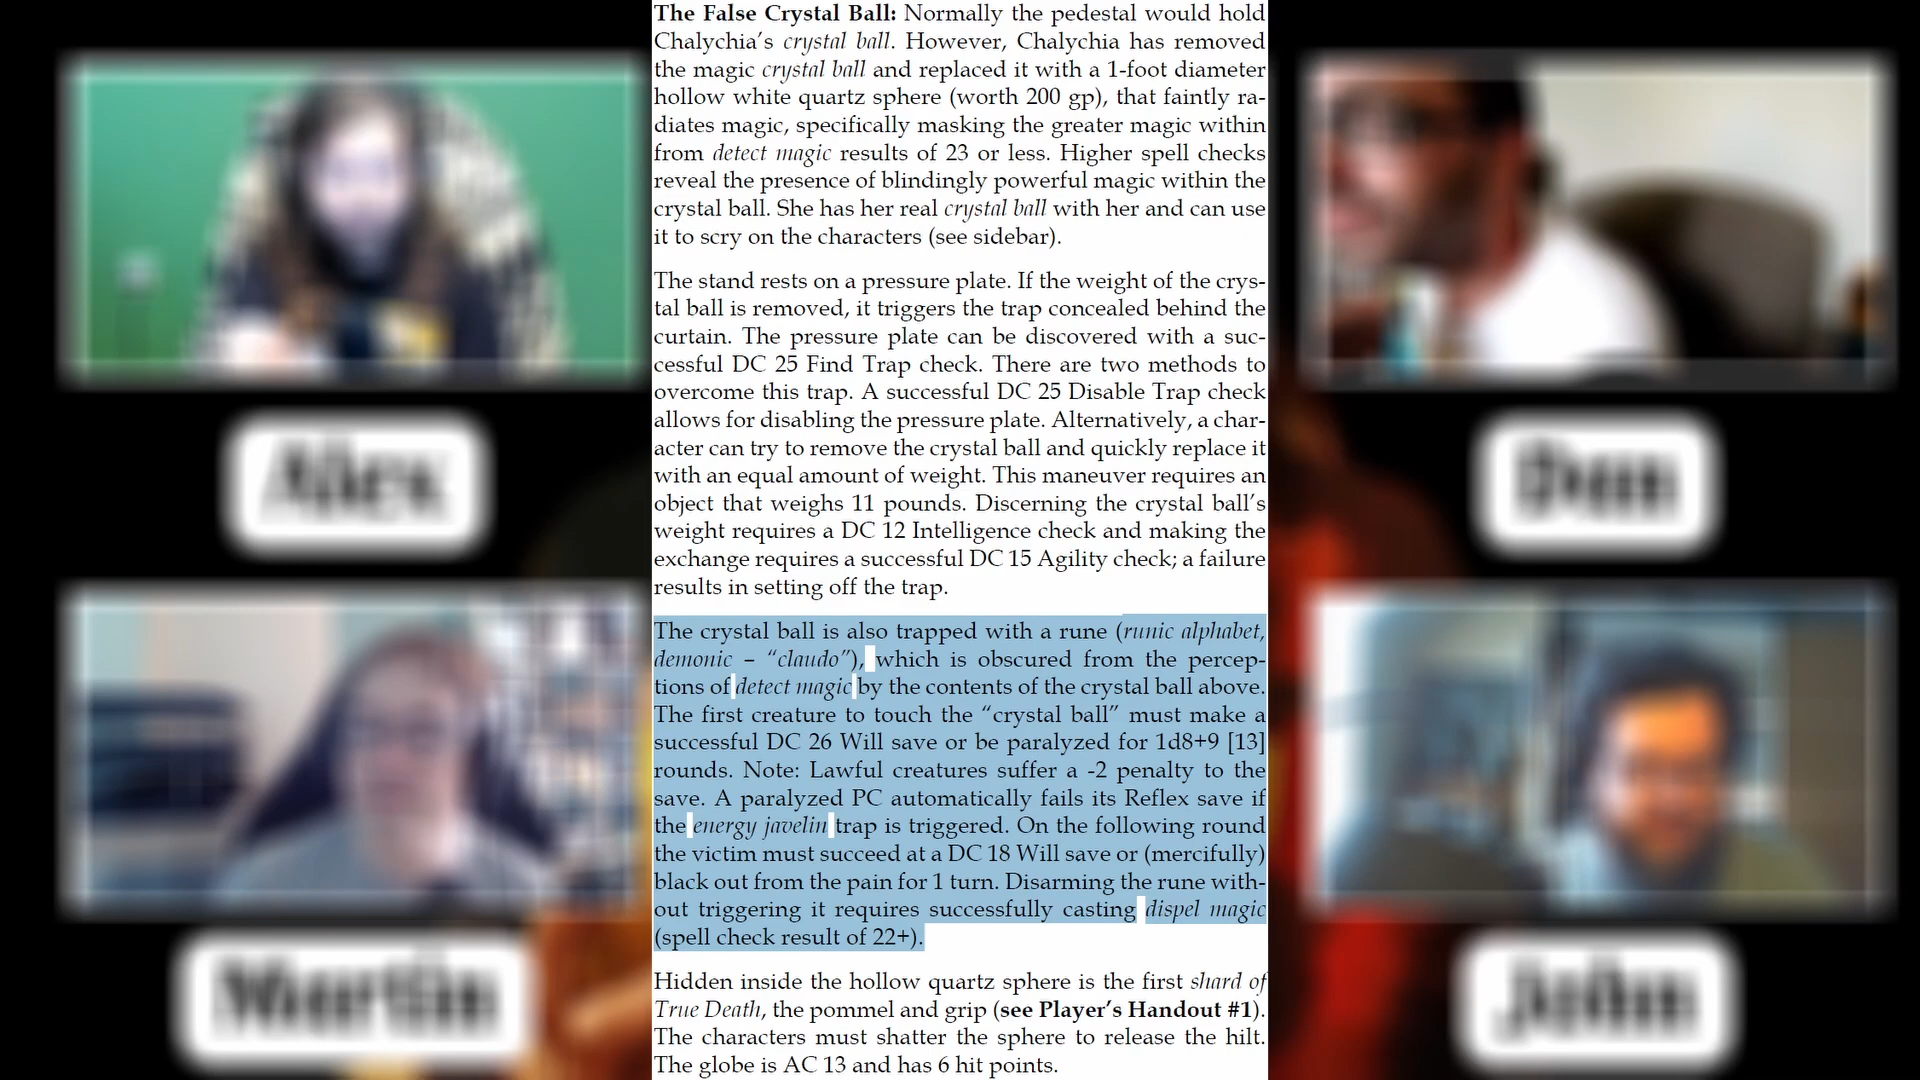 The False Crystal Ball: Normally the pedestal would hold
Chalychia's crystal ball. However, Chalychia has removed
the magic crystal ball and replaced it with a 1-foot diameter
hollow white quartz sphere (worth 200 gp), that faintly ra-
diates magic, specifically masking the greater magic within
from detect magic results of 23 or less. Higher spell checks
reveal the presence of blindingly powerful magic within the
crystal ball. She has her real crystal ball with her and can use
it to scry on the characters (see sidebar).
The stand rests on a pressure plate. If the weight of the crys-
tal ball is removed, it triggers the trap concealed behind the
curtain. The pressure plate can be discovered with a suc-
cessful DC 25 Find Trap check. There are two methods to
overcome this trap. A successful DC 25 Disable Trap check
allows for disabling the pressure plate. Alternatively, a char-
acter can try to remove the crystal ball and quickly replace it
with an equal amount of weight. This maneuver requires an
object that weighs 11 pounds. Discerning the crystal ball's
weight requires a DC 12 Intelligence check and making the
exchange requires a successful DC 15 Agility check; a failure
results in setting off the trap.
The crystal ball is also trapped with a rune (runic alphabet,
demonic – “claudo”), which is obscured from the percep-
tions of detect magic by the contents of the crystal ball above.
The first creature to touch the “crystal ball” must make a
successful DC 26 Will save or be paralyzed for 1d8+9 [13]
rounds. Note: Lawful creatures suffer a -2 penalty to the
save. A paralyzed PC automatically fails its Reflex save if
the energy javelin trap is triggered. On the following round
the victim must succeed at a DC 18 Will save or (mercifully)
black out from the pain for 1 turn. Disarming the rune with-
out triggering it requires successfully casting dispel magic
(spell check result of 22+).
Hidden inside the hollow quartz sphere is the first shard of
True Death, the pommel and grip (see Player's Handout #1).
The characters must shatter the sphere to release the hilt.
The globe is AC 13 and has 6 hit points.
Alex
Martin
John